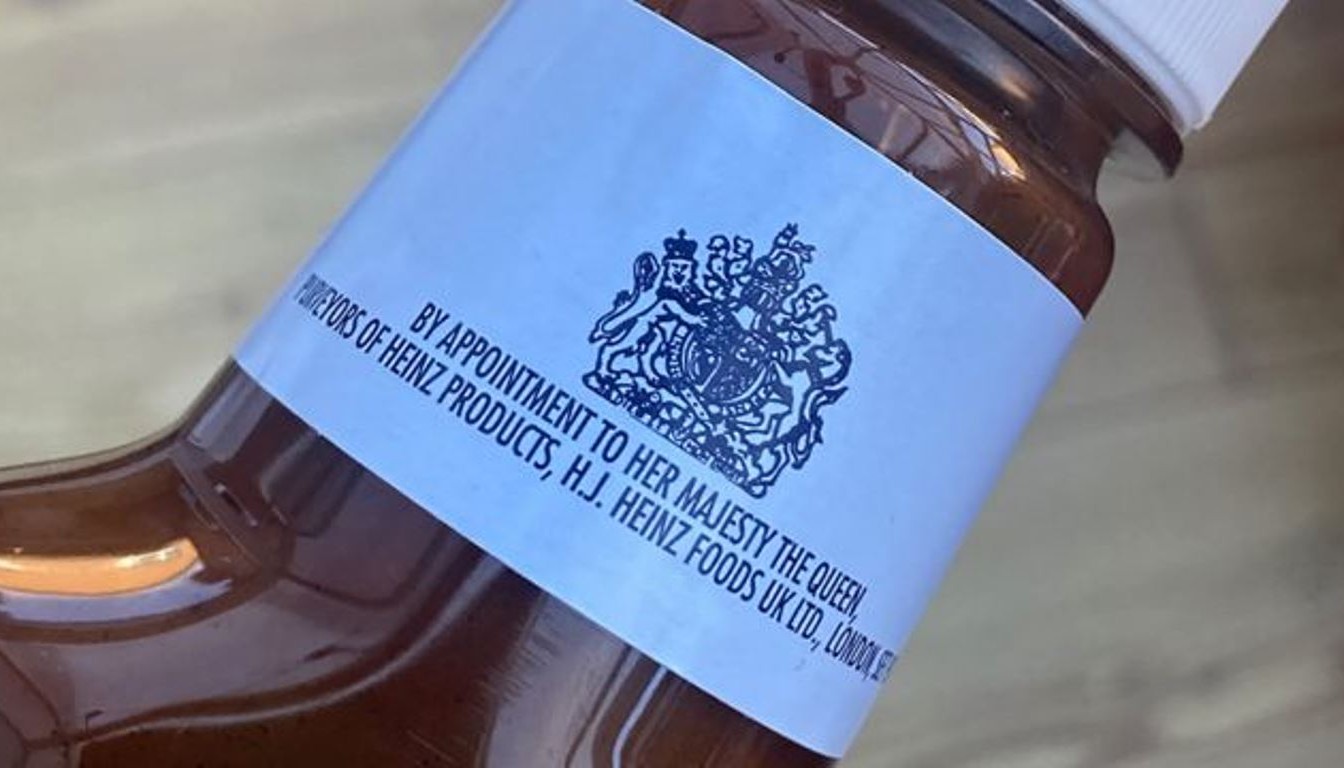 BY APPOINTMENT TO HER MAJESTY THE QUEEN,
PURVEYORS OF HEINZ PRODUCTS, H.J. HEINZ FOODS UK LTD., LONDON,